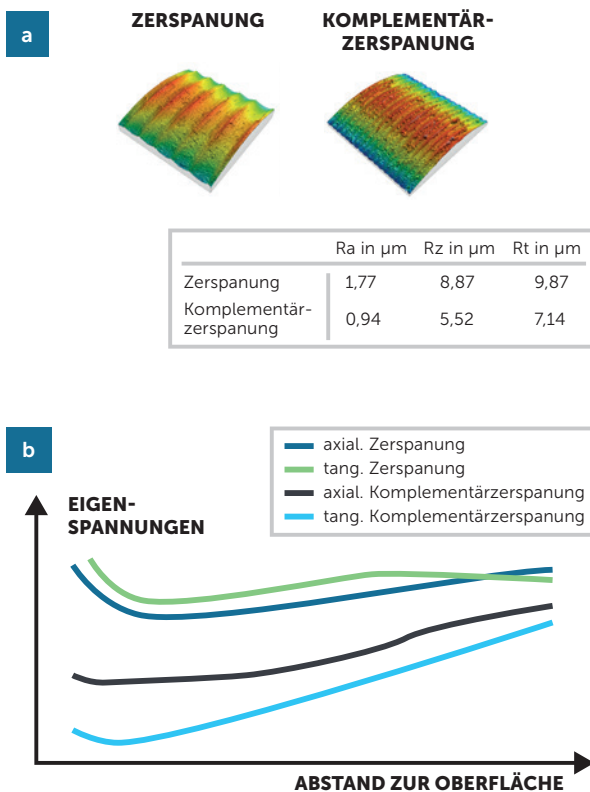 a
ZERSPANUNG
KOMPLEMENTÄR-
ZERSPANUNG
Ra in µm Rz in µm Rt in µm
Zerspanung 1,77 8,87 9,87
Komplementär-
zerspanung 0,94 5,52 7,14
b
axial. Zerspanung
tang. Zerspanung
axial. Komplementärzerspanung
tang. Komplementärzerspanung
EIGEN-
SPANNUNGEN
ABSTAND ZUR OBERFLÄCHE